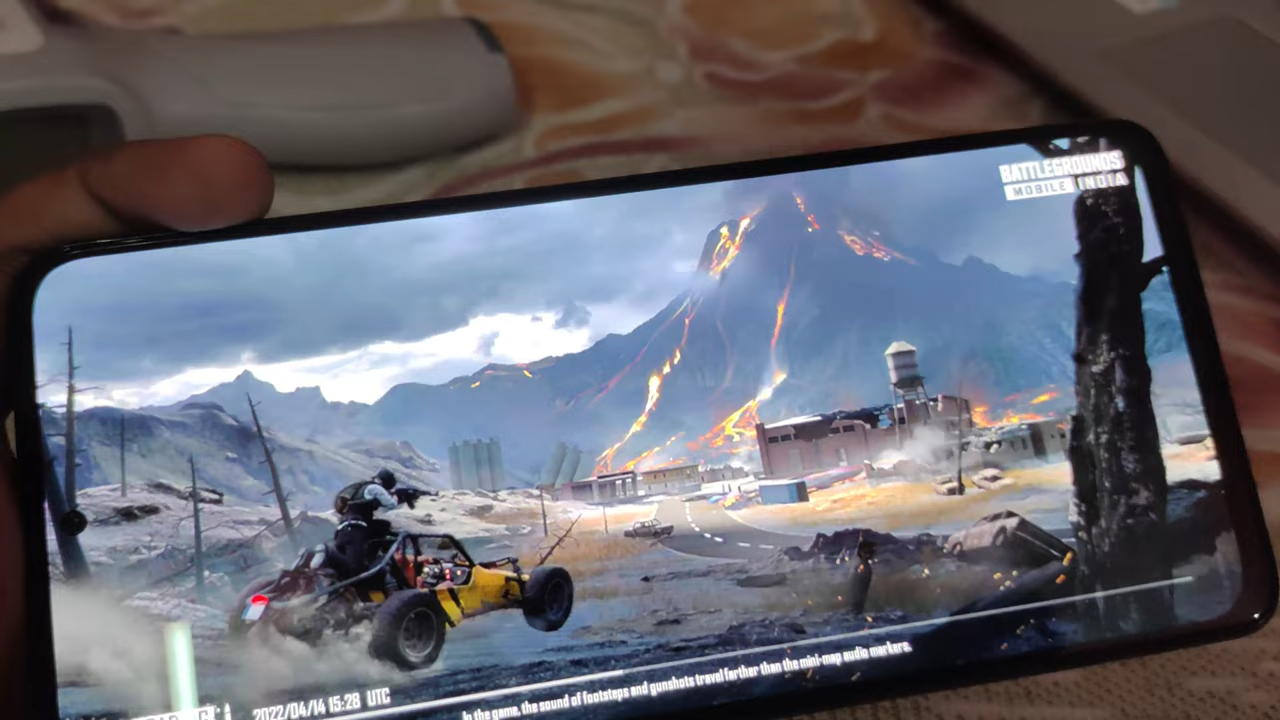 BATTLEGROUNDS
MOBILE INDIA
2022/04/14 15:28 UTC
In the game, the sound of footsteps and gunshots travel farther than the mini-map audio markers.